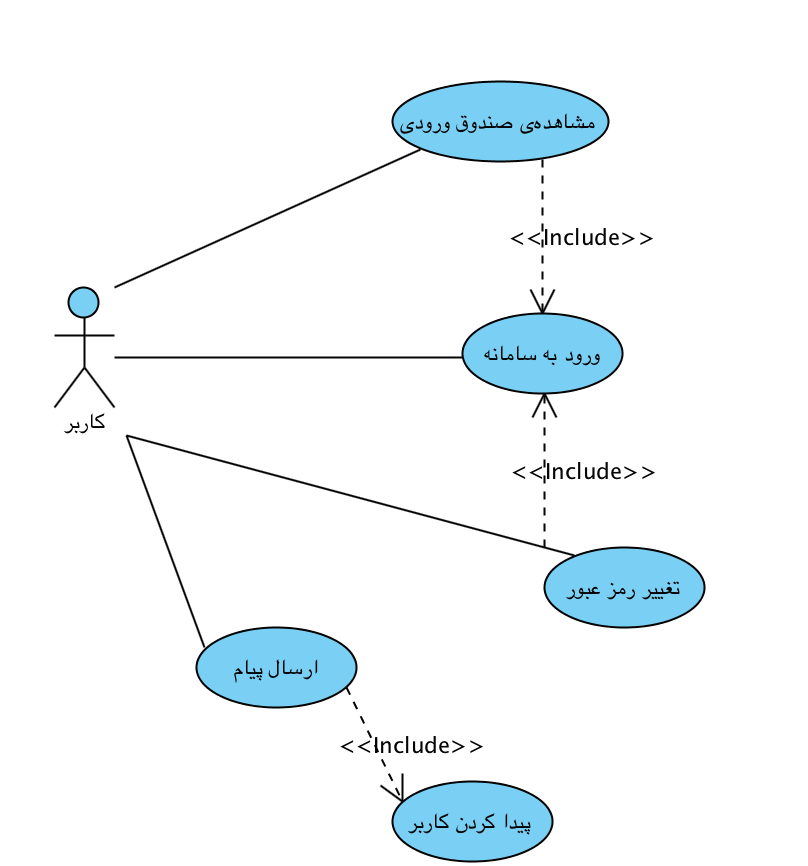 مشاهده‌ی صندوق ورودی
<<Include>>
ورود به سامانه
کاربر
<<Include>>
تغییر رمز عبور
ارسال پیام
<<Include>>
پیدا کردن کاربر